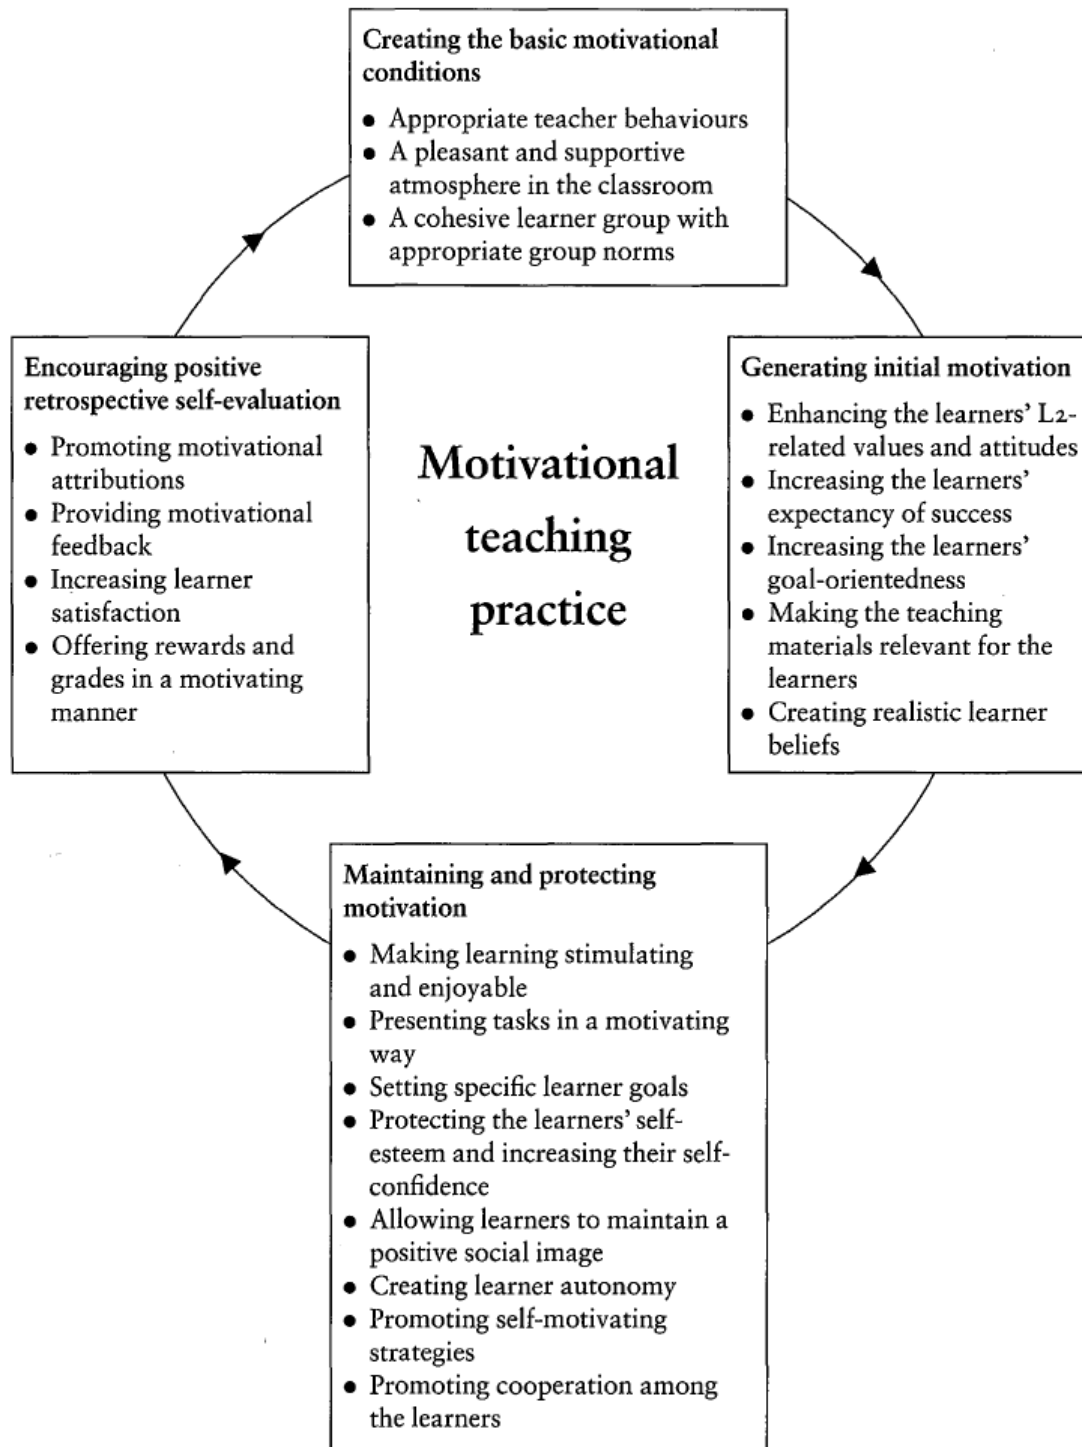 Creating the basic motivational
conditions
● Appropriate teacher behaviours
● A pleasant and supportive
atmosphere in the classroom
● A cohesive learner group with
appropriate group norms
Generating initial motivation
● Enhancing the learners’ L2-
related values and attitudes
● Increasing the learners’
expectancy of success
● Increasing the learners’
goal-orientedness
● Making the teaching
materials relevant for the
learners
● Creating realistic learner
beliefs
Maintaining and protecting
motivation
● Making learning stimulating
and enjoyable
● Presenting tasks in a motivating
way
● Setting specific learner goals
● Protecting the learners’ self-
esteem and increasing their self-
confidence
● Allowing learners to maintain a
positive social image
● Creating learner autonomy
● Promoting self-motivating
strategies
● Promoting cooperation among
the learners
Encouraging positive
retrospective self-evaluation
● Promoting motivational
attributions
● Providing motivational
feedback
● Increasing learner
satisfaction
● Offering rewards and
grades in a motivating
manner
Motivational
teaching
practice